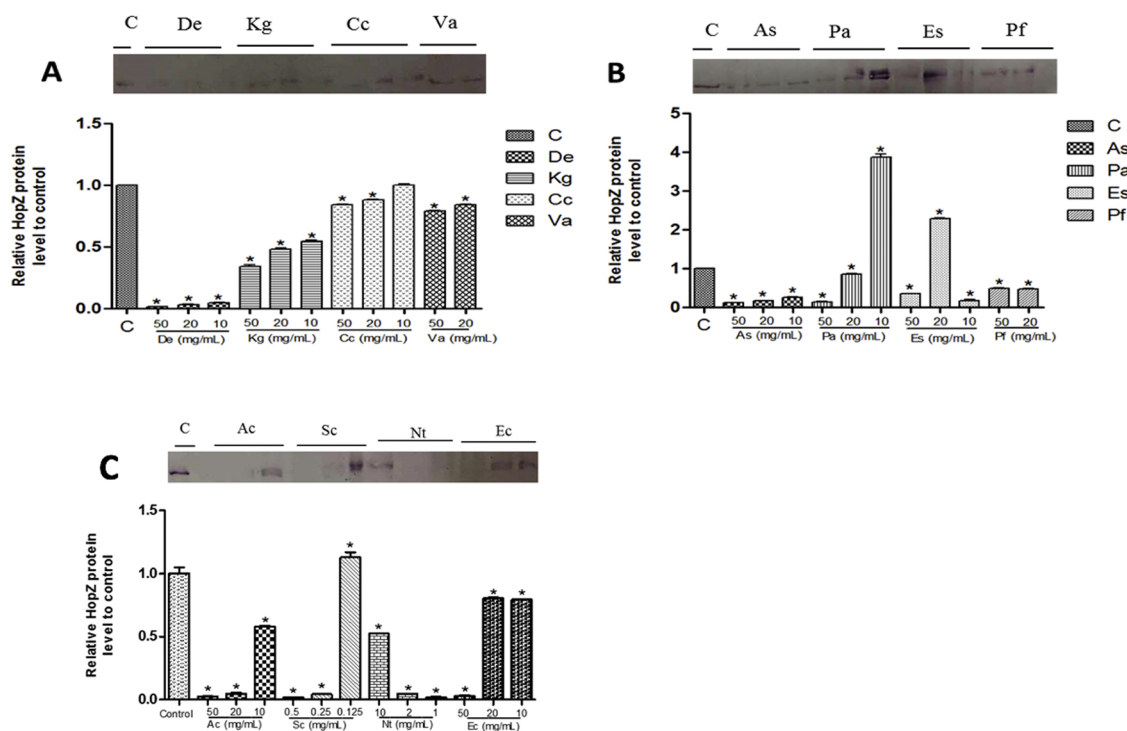 C De Kg Cc Va
A
Relative HopZ protein
level to control
1.5
1.0
0.5
0.0
* * * * * * * * * *
C
50 20 10 50 20 10 50 20 10 50 20
De (mg/mL) Kg (mg/mL) Cc (mg/mL) Va (mg/mL)
C
De
Kg
Cc
Va
C As Pa Es Pf
B
Relative HopZ protein
level to control
5
4
3
2
1
0
* * * * * * * * * * *
C
50 20 10 50 20 10 50 20 10 50 20
As (mg/mL) Pa (mg/mL) Es (mg/mL) Pf (mg/mL)
C
As
Pa
Es
Pf
C Ac Sc Nt Ec
C
Relative HopZ protein
level to control
1.5
1.0
0.5
0.0
* * * * * * * * * * * *
Control
50 20 10 0.5 0.25 0.125 10 2 1 50 20 10
Ac (mg/mL) Sc (mg/mL) Nt (mg/mL) Ec (mg/mL)